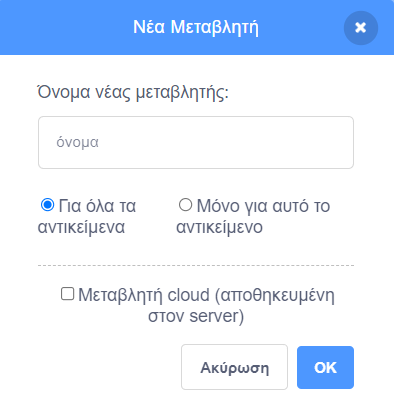 Νέα Μεταβλητή
Όνομα νέας μεταβλητής:
όνομα
Για όλα τα
αντικείμενα
Μόνο για αυτό το
αντικείμενο
Μεταβλητή cloud (αποθηκευμένη
στον server)
Ακύρωση
OK